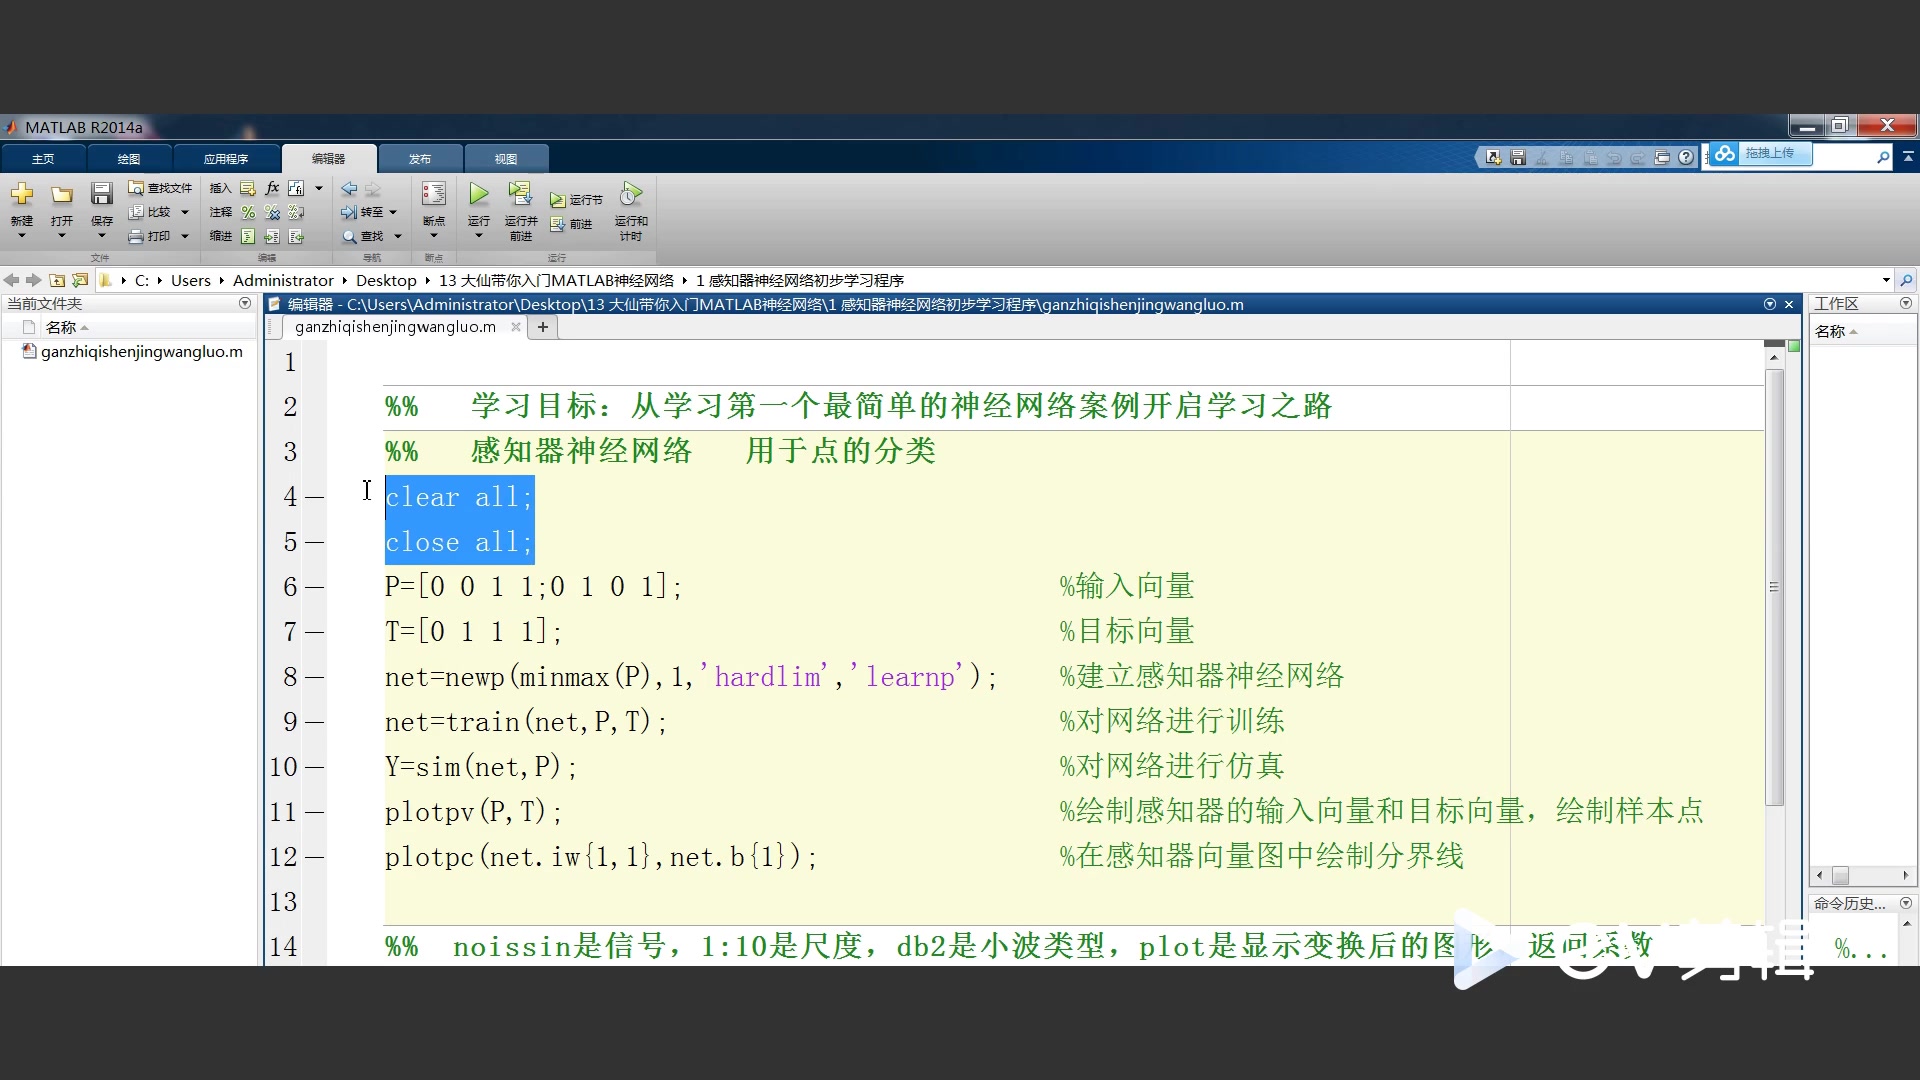 MATLAB R2014a
主页 绘图 应用程序 编辑器 发布 视图
拖拽上传
新建 打开 保存 查找文件 比较 打印 插入 fx 注释 缩进 转至 查找 断点 运行 运行并前进 运行节 前进 运行和计时
文件 编辑 导航 断点 运行
C: Users Administrator Desktop 13 大仙带你入门MATLAB神经网络 1 感知器神经网络初步学习程序
当前文件夹
名称
ganzhiqishenjingwangluo.m
编辑器 - C:\Users\Administrator\Desktop\13 大仙带你入门MATLAB神经网络\1 感知器神经网络初步学习程序\ganzhiqishenjingwangluo.m
ganzhiqishenjingwangluo.m
1
2 %% 学习目标：从学习第一个最简单的神经网络案例开启学习之路
3 %% 感知器神经网络 用于点的分类
4 clear all;
5 close all;
6 P=[0 0 1 1;0 1 0 1]; %输入向量
7 T=[0 1 1 1]; %目标向量
8 net=newp(minmax(P),1,'hardlim','learnp'); %建立感知器神经网络
9 net=train(net,P,T); %对网络进行训练
10 Y=sim(net,P); %对网络进行仿真
11 plotpv(P,T); %绘制感知器的输入向量和目标向量，绘制样本点
12 plotpc(net.iw{1,1},net.b{1}); %在感知器向量图中绘制分界线
13
14 %% noissin是信号，1:10是尺度，db2是小波类型，plot是显示变换后的图形 返回系数
工作区
名称
命令历史...
%...
剪辑